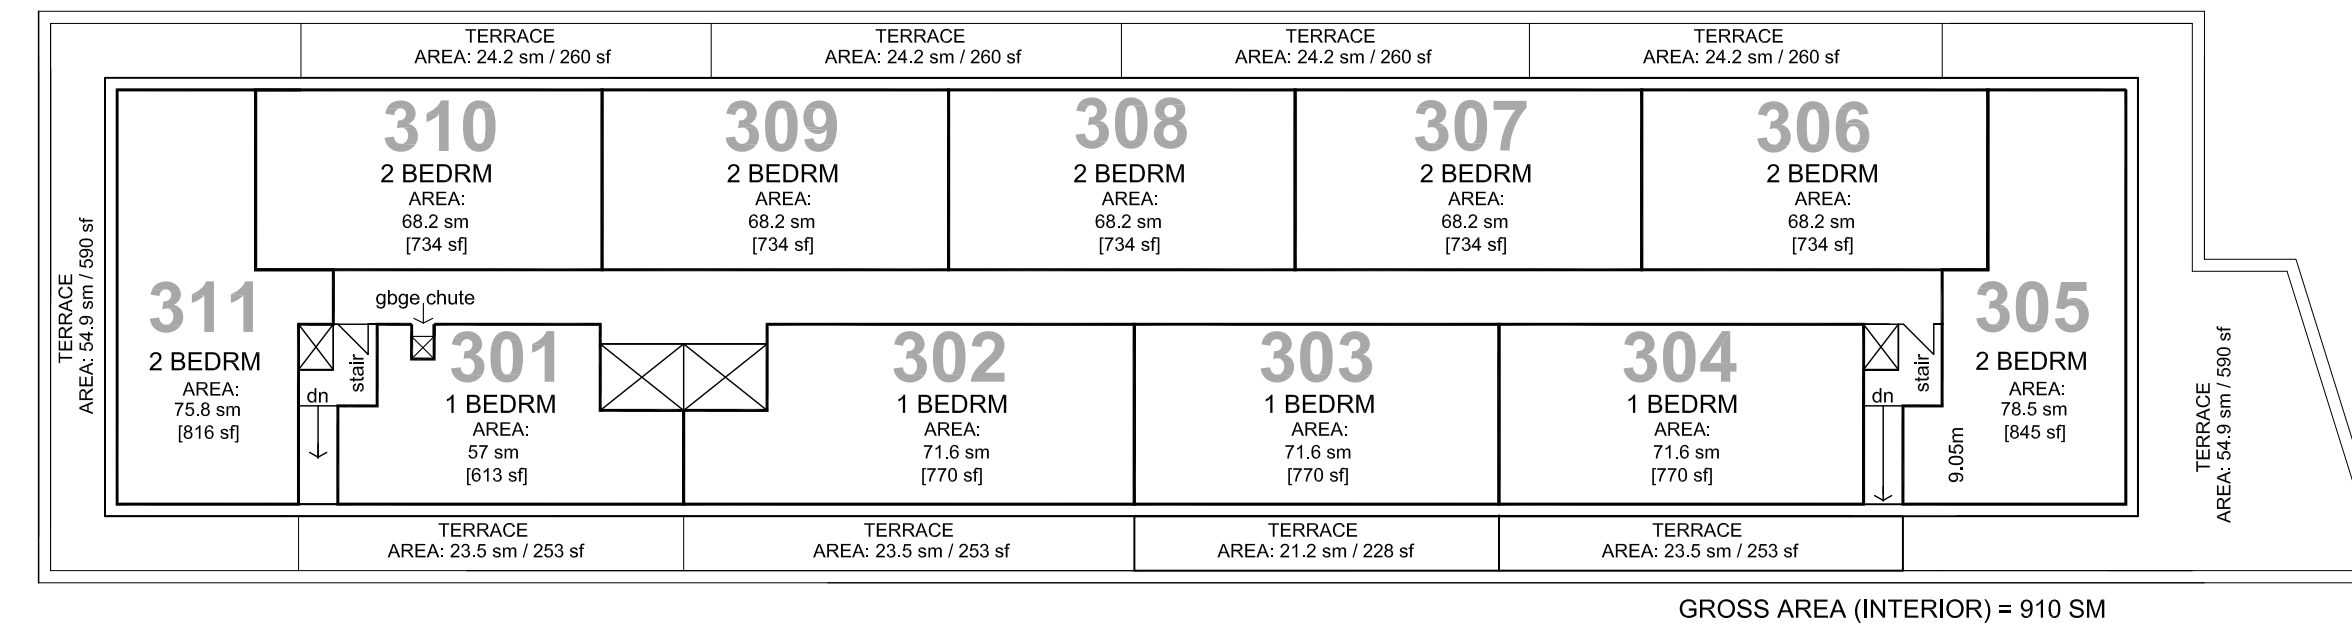 TERRACE
AREA: 24.2 sm / 260 sf
TERRACE
AREA: 24.2 sm / 260 sf
TERRACE
AREA: 24.2 sm / 260 sf
TERRACE
AREA: 24.2 sm / 260 sf
310
2 BEDRM
AREA:
68.2 sm
[734 sf]
309
2 BEDRM
AREA:
68.2 sm
[734 sf]
308
2 BEDRM
AREA:
68.2 sm
[734 sf]
307
2 BEDRM
AREA:
68.2 sm
[734 sf]
306
2 BEDRM
AREA:
68.2 sm
[734 sf]
TERRACE
AREA: 54.9 sm / 590 sf
311
2 BEDRM
AREA:
75.8 sm
[816 sf]
dn
stair
gbge chute
301
1 BEDRM
AREA:
57 sm
[613 sf]
302
1 BEDRM
AREA:
71.6 sm
[770 sf]
303
1 BEDRM
AREA:
71.6 sm
[770 sf]
304
1 BEDRM
AREA:
71.6 sm
[770 sf]
dn
stair
305
2 BEDRM
AREA:
78.5 sm
[845 sf]
9.05m
TERRACE
AREA: 54.9 sm / 590 sf
TERRACE
AREA: 23.5 sm / 253 sf
TERRACE
AREA: 23.5 sm / 253 sf
TERRACE
AREA: 21.2 sm / 228 sf
TERRACE
AREA: 23.5 sm / 253 sf
GROSS AREA (INTERIOR) = 910 SM